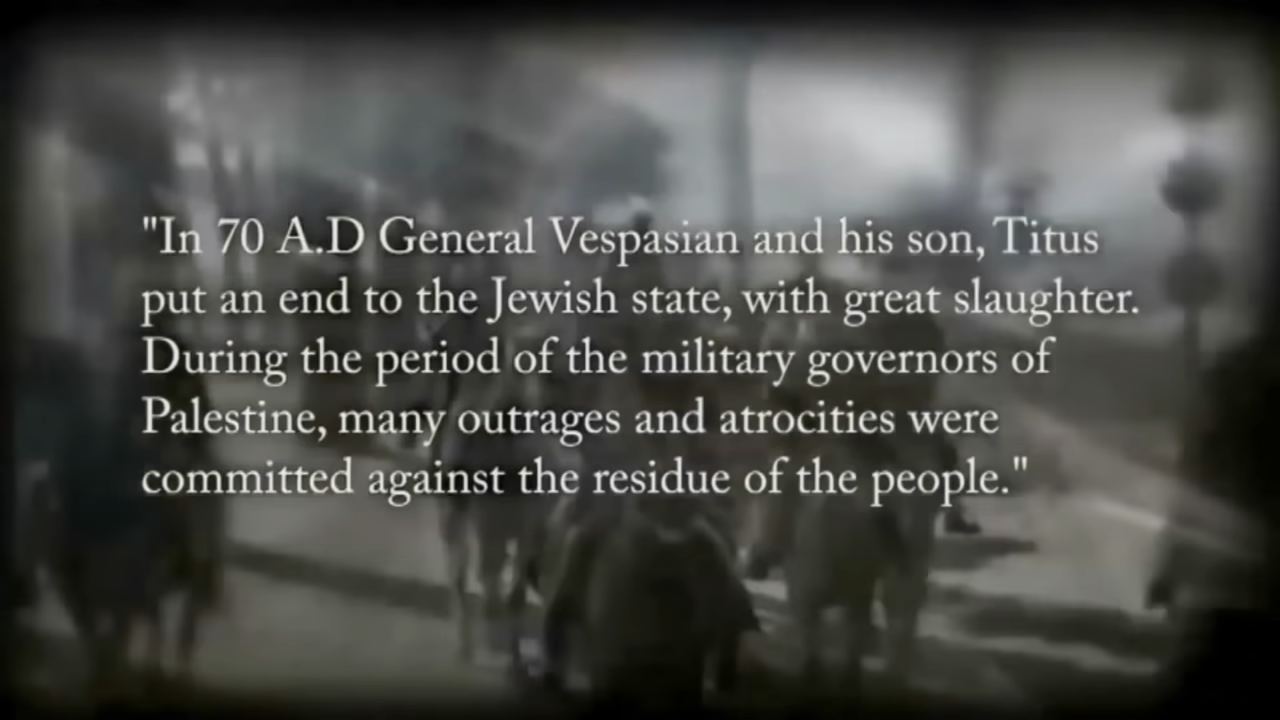 "In 70 A.D General Vespasian and his son, Titus
put an end to the Jewish state, with great slaughter.
During the period of the military governors of
Palestine, many outrages and atrocities were
committed against the residue of the people."